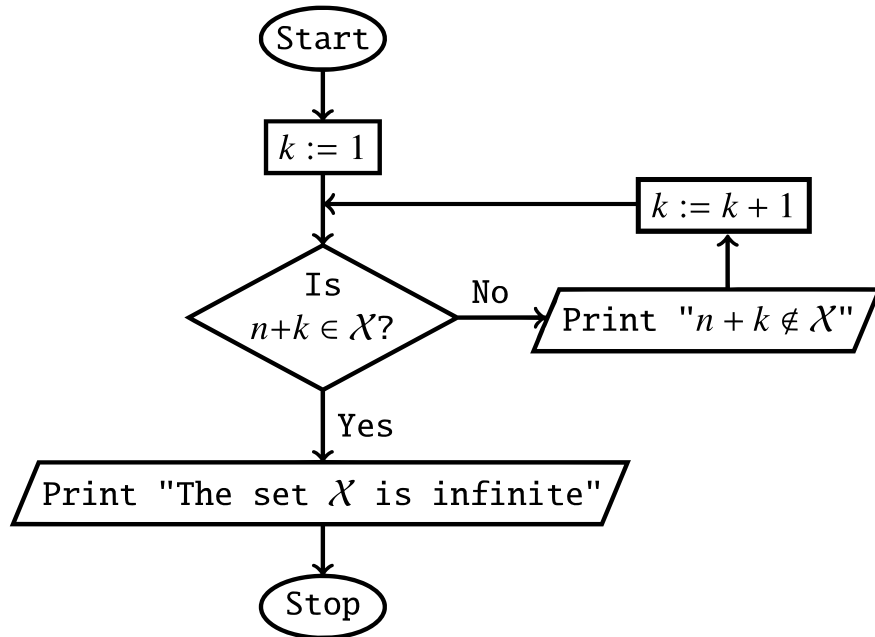 Start
k := 1
k := k + 1
Is
n+k ∈ 𝒳?
No
Print "n + k ∉ 𝒳"
Yes
Print "The set 𝒳 is infinite"
Stop